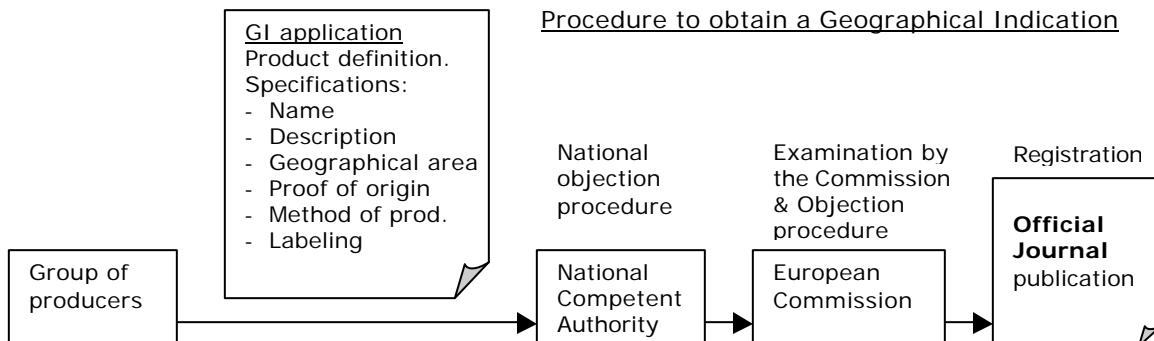 Procedure to obtain a Geographical Indication
GI application
Product definition.
Specifications:
- Name
- Description
- Geographical area
- Proof of origin
- Method of prod.
- Labeling
Group of
producers
National
objection
procedure
National
Competent
Authority
Examination by
the Commission
& Objection
procedure
European
Commission
Registration
Official
Journal
publication